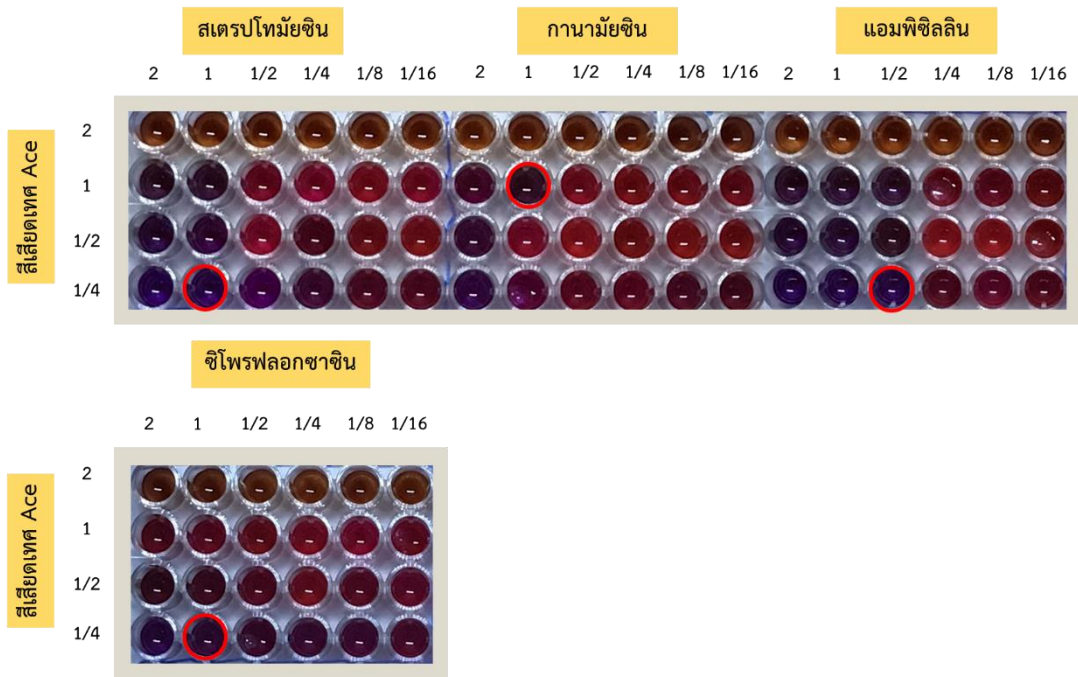 สเตรปโทมัยซิน กานามัยซิน แอมพิซิลลิน
2 1 1/2 1/4 1/8 1/16 2 1 1/2 1/4 1/8 1/16 2 1 1/2 1/4 1/8 1/16
สีเสียดเทศ Ace
2
1
1/2
1/4
ซิโพรฟลอกซาซิน
2 1 1/2 1/4 1/8 1/16
สีเสียดเทศ Ace
2
1
1/2
1/4